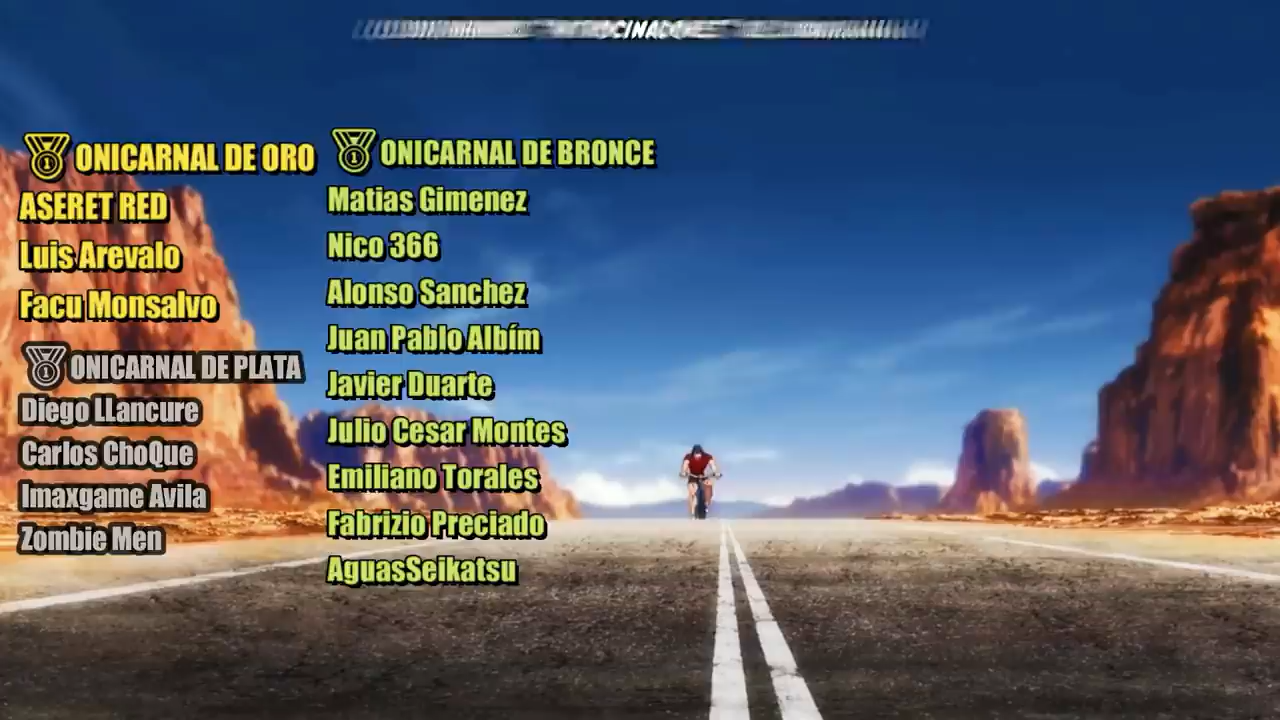 ONICARNAL DE ORO
ASERET RED
Luis Arevalo
Facu Monsalvo
ONICARNAL DE PLATA
Diego LLancure
Carlos ChoQue
Imaxgame Avila
Zombie Men
ONICARNAL DE BRONCE
Matias Gimenez
Nico 366
Alonso Sanchez
Juan Pablo Albím
Javier Duarte
Julio Cesar Montes
Emiliano Torales
Fabrizio Preciado
AguasSeikatsu